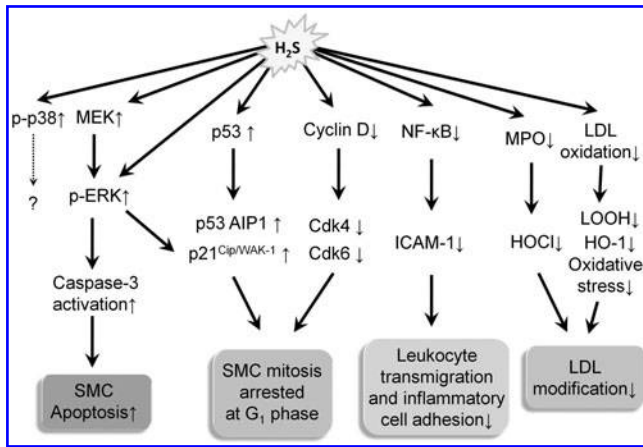 H₂S
p-p38↑ MEK↑ p53 ↑ Cyclin D↓ NF-κB↓ MPO↓ LDL
oxidation↓
? p-ERK↑
p53 AIP1 ↑
p21Cip/WAK-1 ↑
Cdk4 ↓
Cdk6 ↓
ICAM-1↓
HOCl↓
LOOH↓
HO-1↓
Oxidative
stress↓
Caspase-3
activation↑
SMC
Apoptosis↑
SMC mitosis
arrested
at G₁ phase
Leukocyte
transmigration
and inflammatory
cell adhesion↓
LDL
modification↓